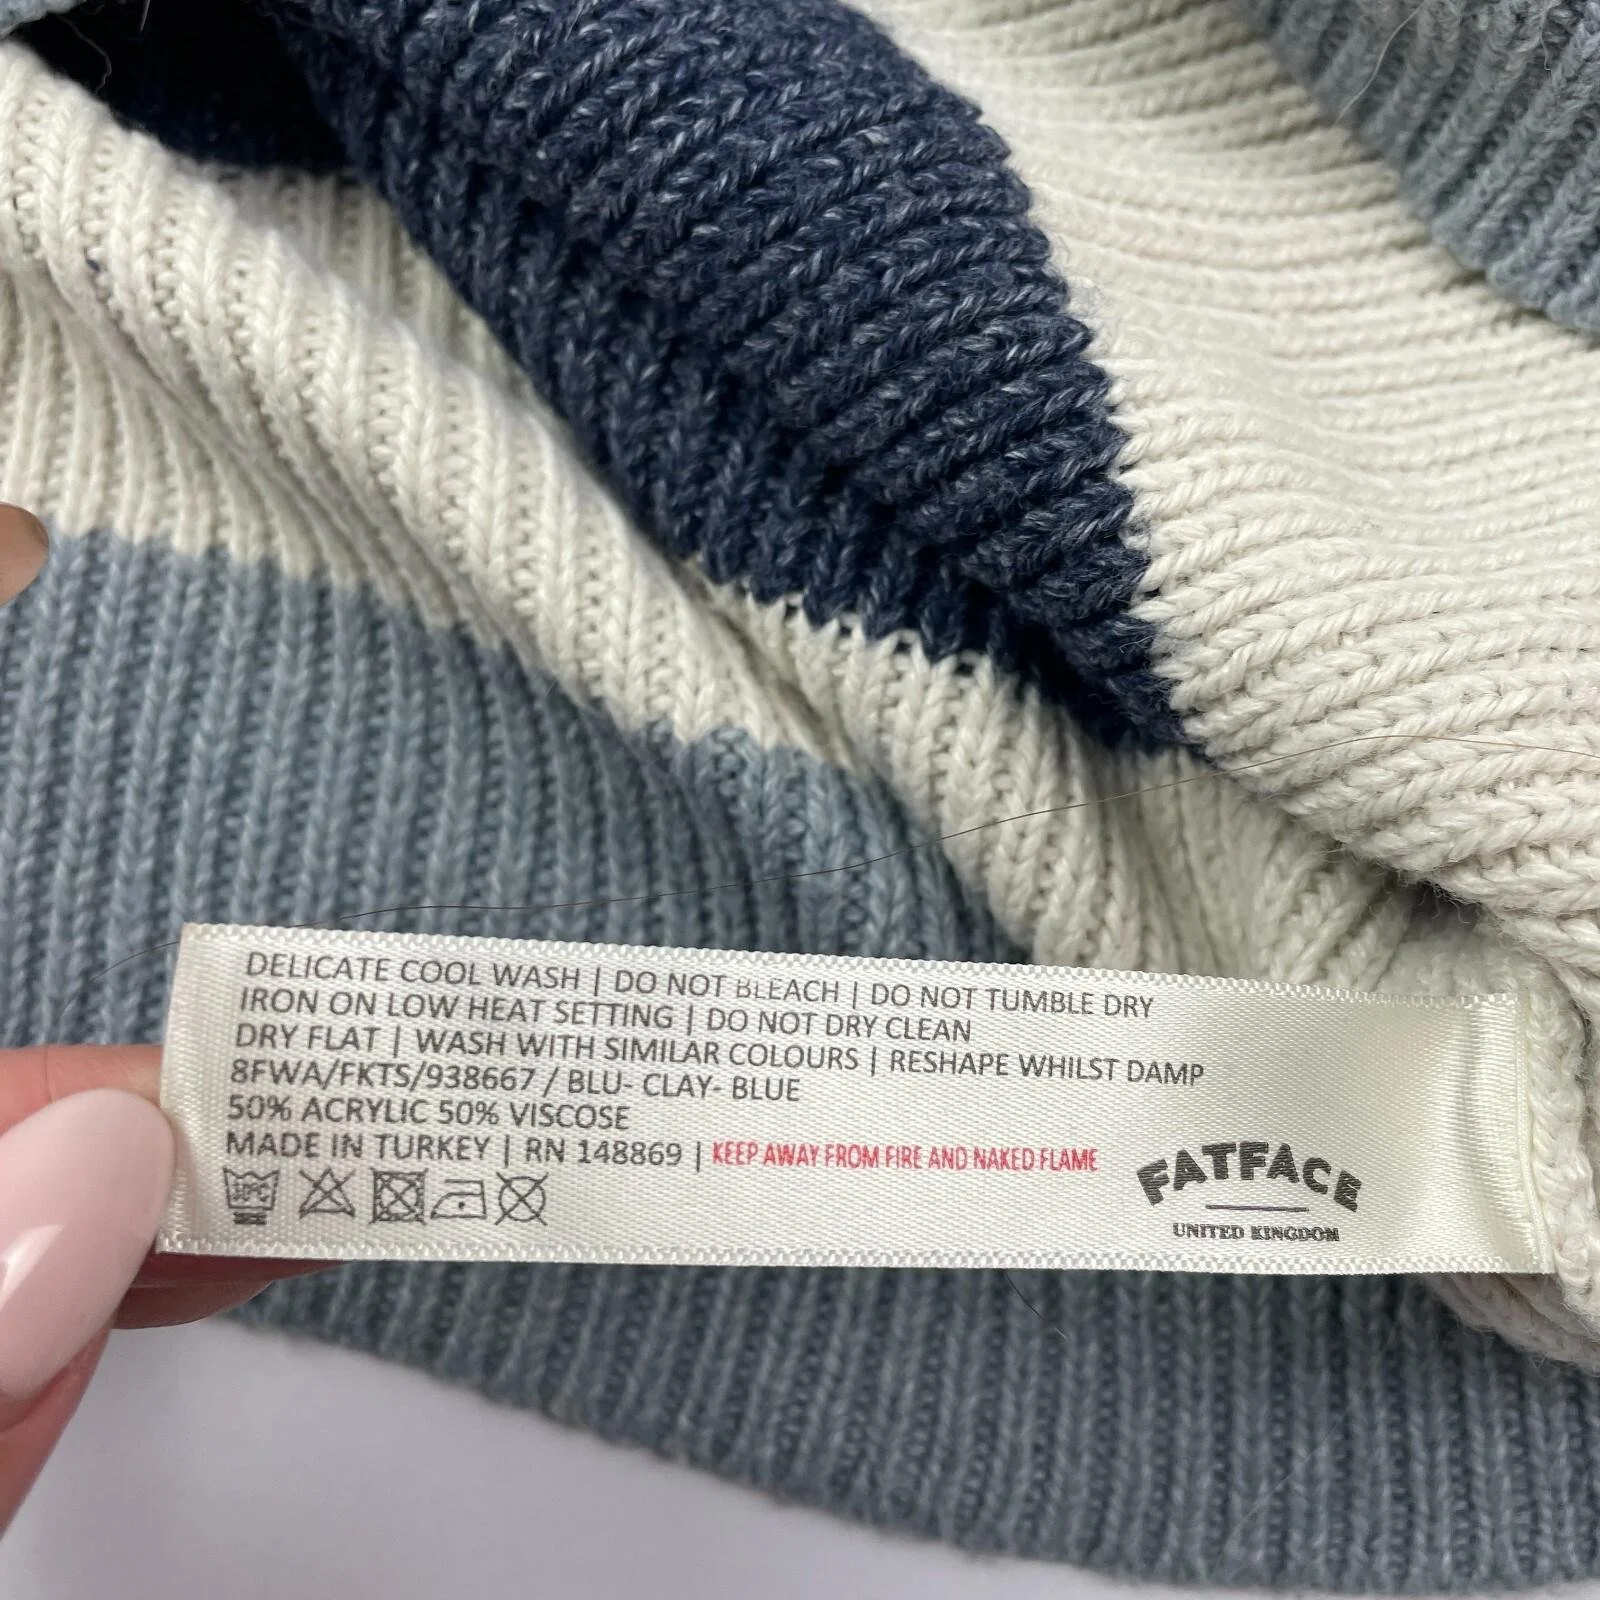 DELICATE COOL WASH | DO NOT BLEACH | DO NOT TUMBLE DRY
IRON ON LOW HEAT SETTING | DO NOT DRY CLEAN
DRY FLAT | WASH WITH SIMILAR COLOURS | RESHAPE WHILST DAMP
8FWA/FKTS/938667 / BLU- CLAY- BLUE
50% ACRYLIC 50% VISCOSE
MADE IN TURKEY | RN 148869 | KEEP AWAY FROM FIRE AND NAKED FLAME
30°C
FATFACE
UNITED KINGDOM